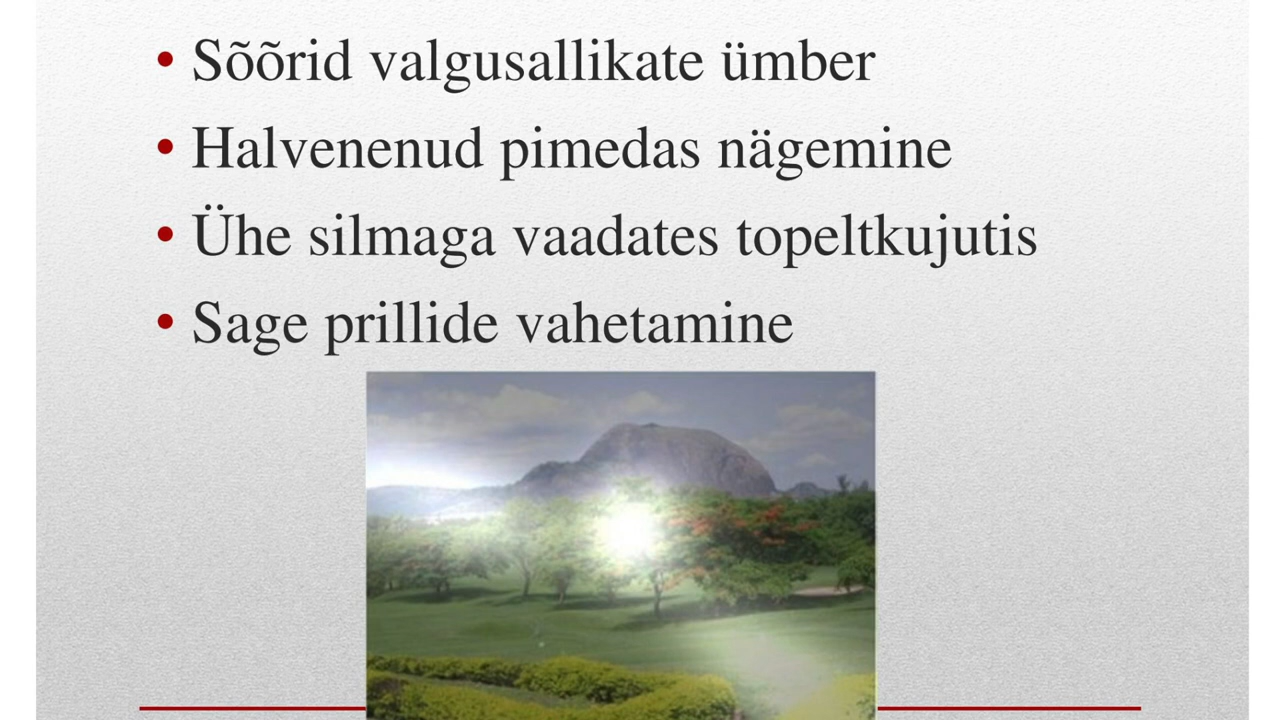 • Sõõrid valgusallikate ümber
• Halvenenud pimedas nägemine
• Ühe silmaga vaadates topeltkujutis
• Sage prillide vahetamine